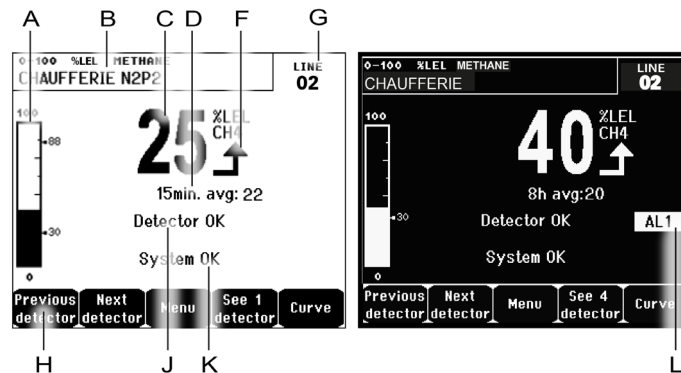 A B C D F G
0-100 %LEL METHANE
CHAUFFERIE N2P2
LINE
02
100
88
30
0
25
%LEL
CH4
15min. avg: 22
Detector OK
System OK
Previous detector
Next detector
Menu
See 1 detector
Curve
H J K
0-100 %LEL METHANE
CHAUFFERIE
LINE
02
100
30
0
40
%LEL
CH4
8h avg:20
Detector OK
AL1
System OK
Previous detector
Next detector
Menu
See 4 detector
Curve
L